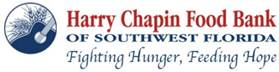 Harry Chapin Food Bank
OF SOUTHWEST FLORIDA
Fighting Hunger, Feeding Hope